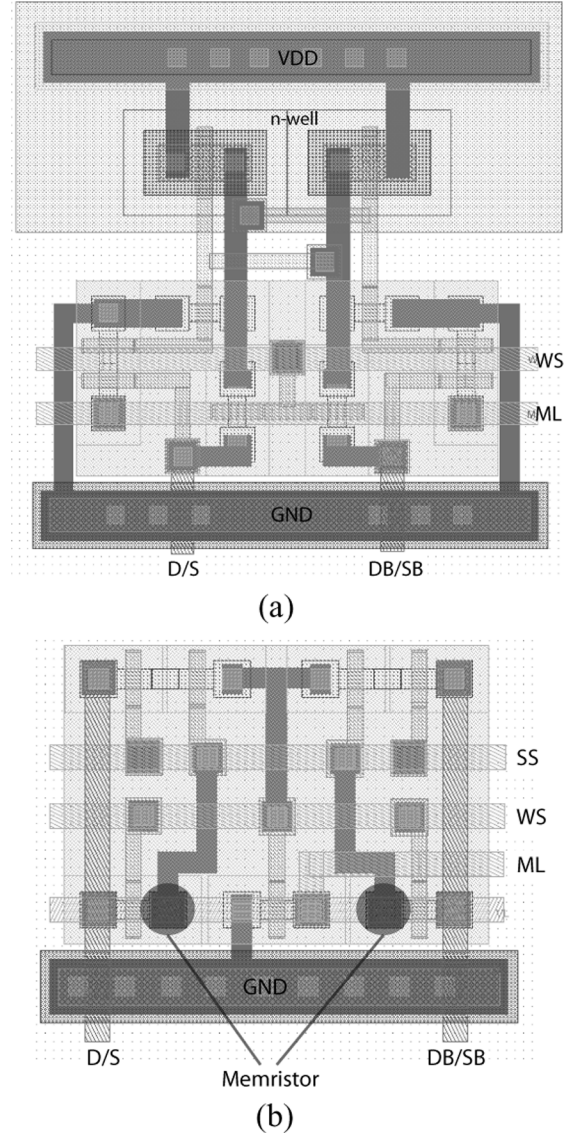 VDD
n-well
WS
ML
GND
D/S DB/SB
(a)
SS
WS
ML
GND
D/S DB/SB
Memristor
(b)